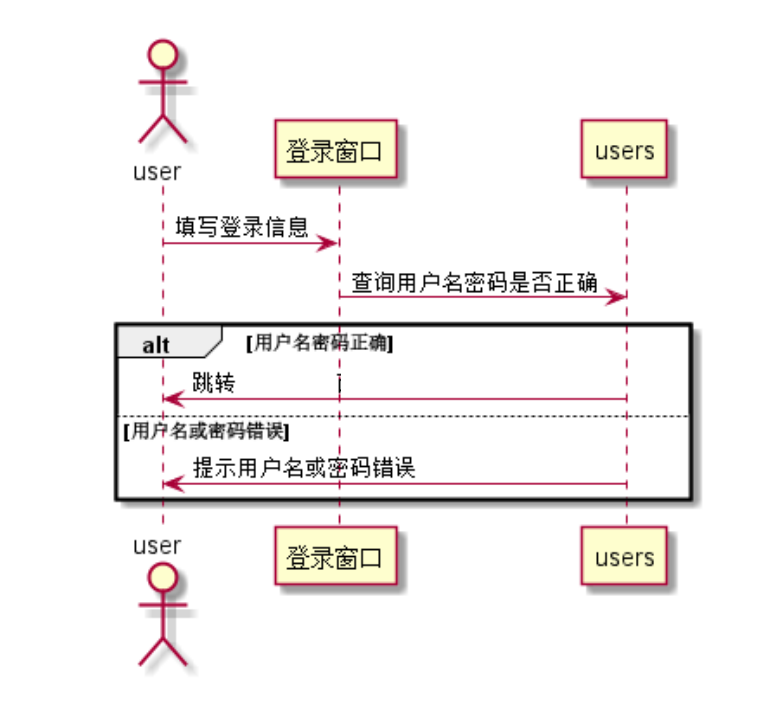 user
登录窗口
users
填写登录信息
查询用户名密码是否正确
alt [用户名密码正确]
跳转
[用户名或密码错误]
提示用户名或密码错误
user
登录窗口
users